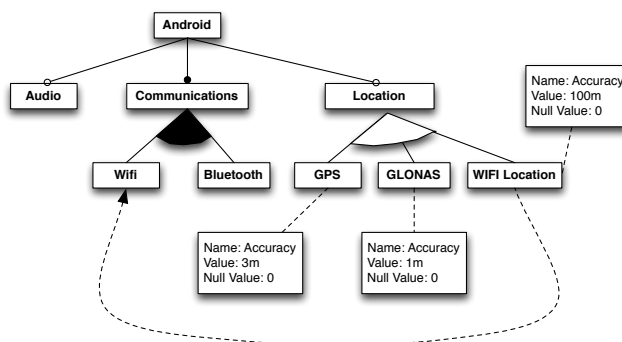 Android
Audio
Communications
Location
Name: Accuracy
Value: 100m
Null Value: 0
Wifi
Bluetooth
GPS
GLONAS
WIFI Location
Name: Accuracy
Value: 3m
Null Value: 0
Name: Accuracy
Value: 1m
Null Value: 0